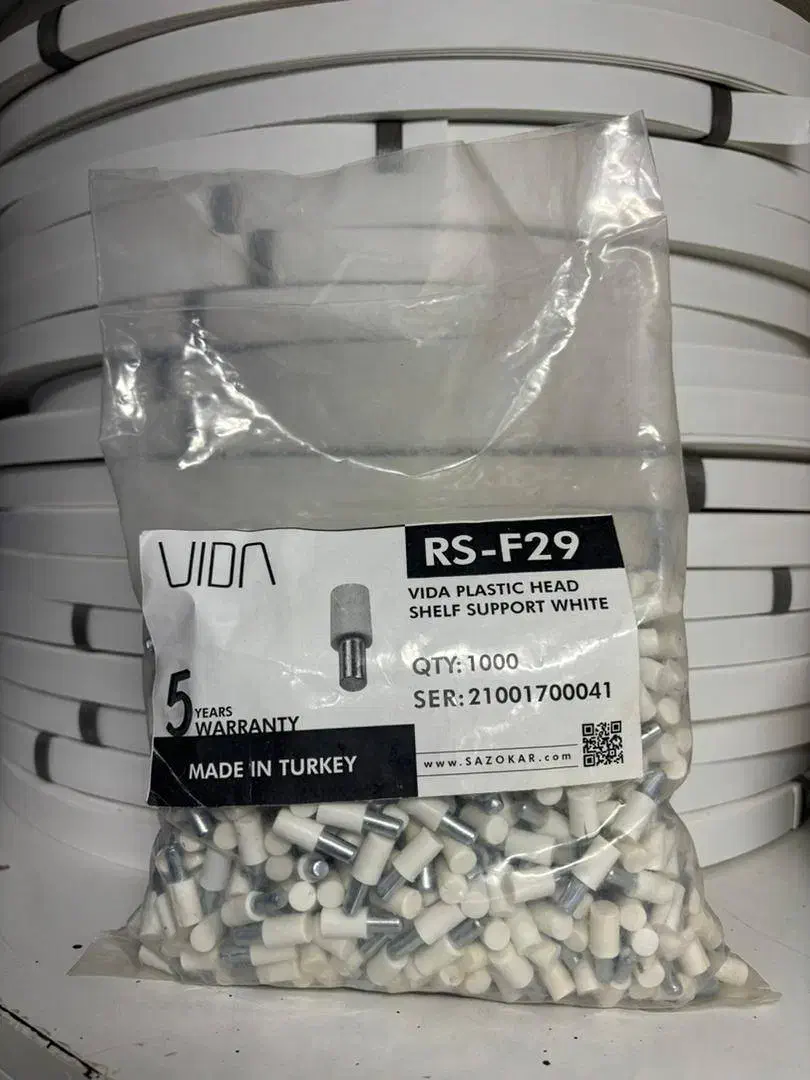 VIDA
RS-F29
VIDA PLASTIC HEAD
SHELF SUPPORT WHITE
QTY: 1000
SER: 21001700041
5 YEARS
WARRANTY
MADE IN TURKEY
www.SAZOKAR.com